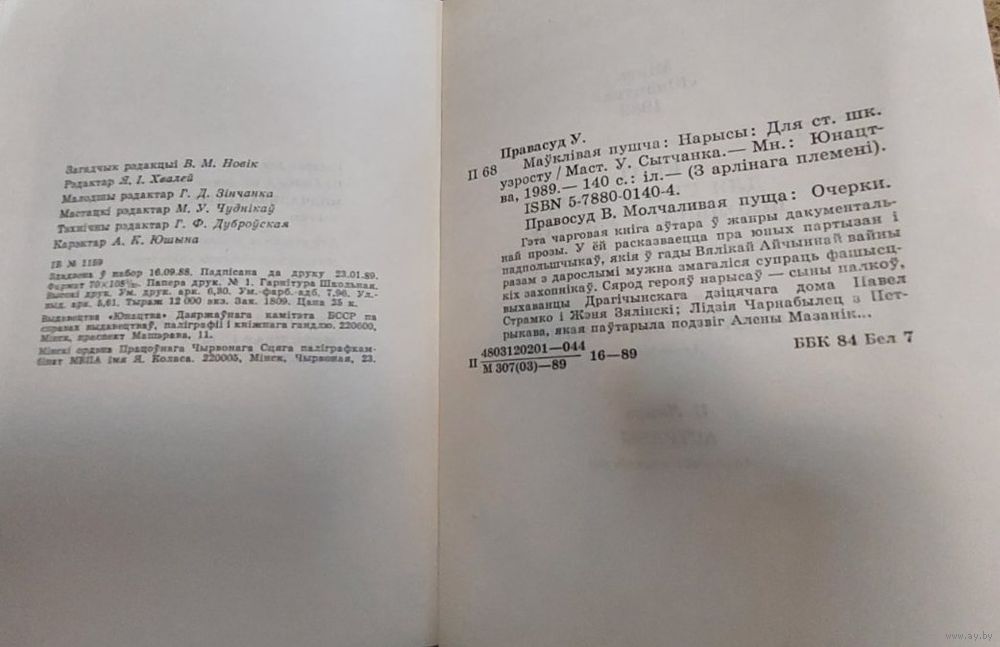 Загадчык рэдакцыі В. М. Новік
Рэдактар Я. І. Хвалей
Малодшы рэдактар Г. Д. Зінчанка
Мастацкі рэдактар М. У. Чуднікаў
Тэхнічны рэдактар Г. Ф. Дуброўская
Карэктар А. К. Юшына
ІБ № 1159
Здадзена ў набор 16.09.88. Падпісана да друку 23.01.89.
Фармат 70×108 Папера друк. № 1. Гарнітура Школьная.
Высокі друк. Ум. друк. арк. 6,30. Ум.-фарб.-адб. 7,96. Ул.-
выд. арк. 5,61. Тыраж 12 000 экз. Зак. 1809. Цана 25 к.
Выдавецтва «Юнацтва» Дзяржаўнага камітэта БССР па
справах выдавецтваў, паліграфіі і кніжнага гандлю. 220600,
Мінск, праспект Машэрава, 11.
Мінскі ордэна Працоўнага Чырвонага Сцяга паліграфкам-
бінат МВПА імя Я. Коласа. 220005, Мінск, Чырвоная, 23.
Правасуд У.
П 68 Маўклівая пушча: Нарысы: Для ст. шк.
узросту / Маст. У. Сытчанка.— Мн.: Юнацт-
ва, 1989.— 140 с.: іл.— (З арлінага племені).
ISBN 5-7880-0140-4.
Правосуд В. Молчаливая пуща: Очерки.
Гэта чарговая кніга аўтара ў жанры дакументаль-
най прозы. У ёй расказваецца пра юных партызан і
падпольшчыкаў, якія ў гады Вялікай Айчыннай вайны
разам з дарослымі мужна змагаліся супраць фашысц-
кіх захопнікаў. Сярод герояў нарысаў — сыны палкоў,
выхаванцы Драгічынскага дзіцячага дома Павел
Страмко і Жэня Вялінскі; Лідзія Чарнабылец з Пет-
рыкава, якая паўтарыла подзвіг Алены Мазанік...
П 4803120201—044 16—89
М 307(03)—89
ББК 84 Бел 7
www.ay.by